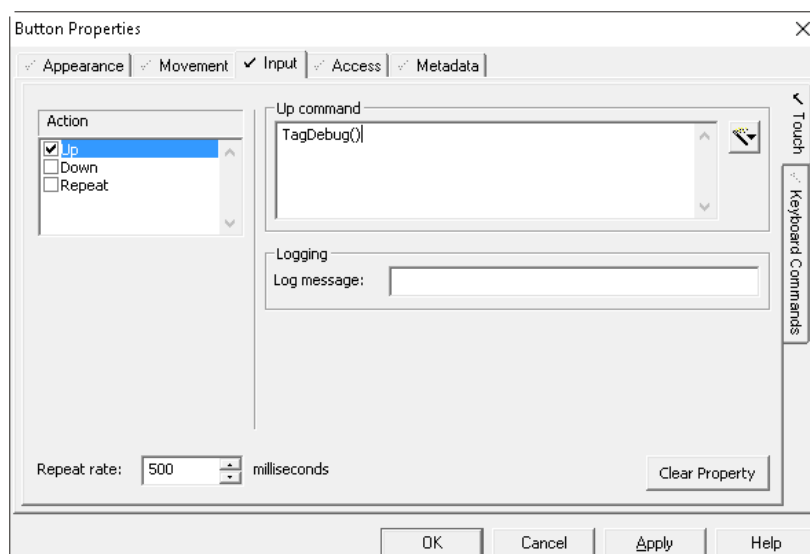 Button Properties
Appearance Movement Input Access Metadata
Action
Up
Down
Repeat
Up command
TagDebug()
Logging
Log message:
Repeat rate: 500 milliseconds
Clear Property
Touch
Keyboard Commands
OK Cancel Apply Help